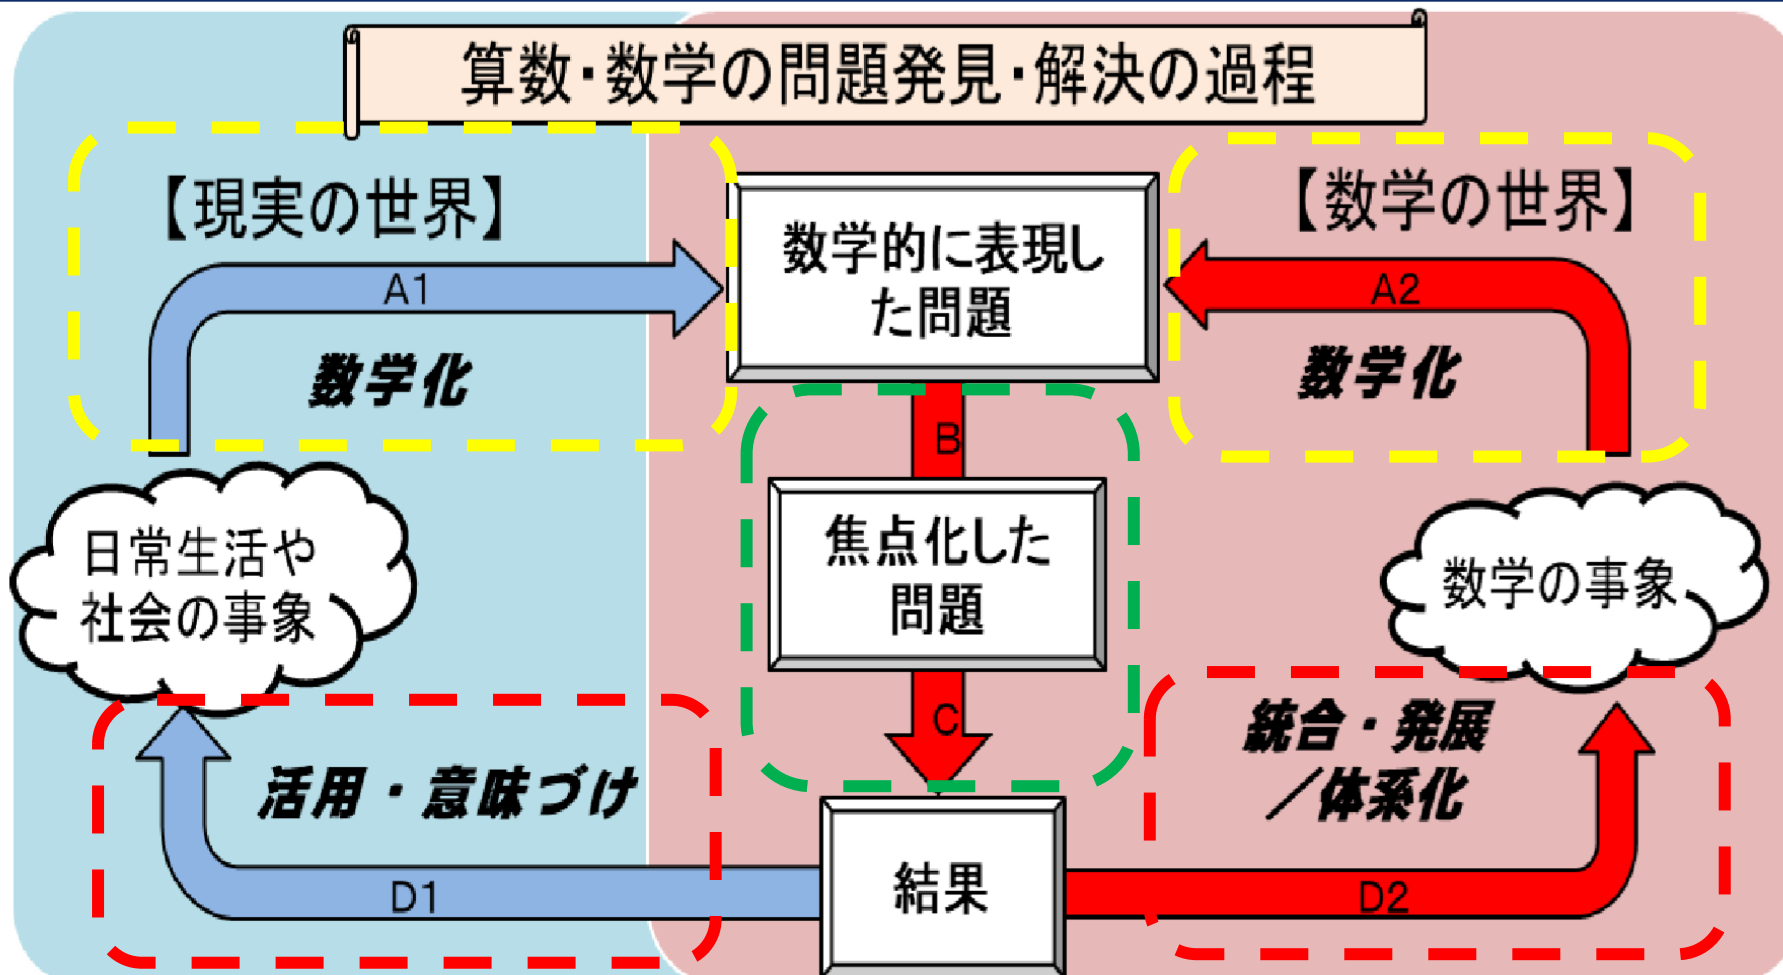 算数・数学の問題発見・解決の過程
【現実の世界】
【数学の世界】
数学的に表現し
た問題
A1
A2
数学化
数学化
B
日常生活や
社会の事象
焦点化した
問題
数学の事象
C
活用・意味づけ
統合・発展
／体系化
結果
D1
D2